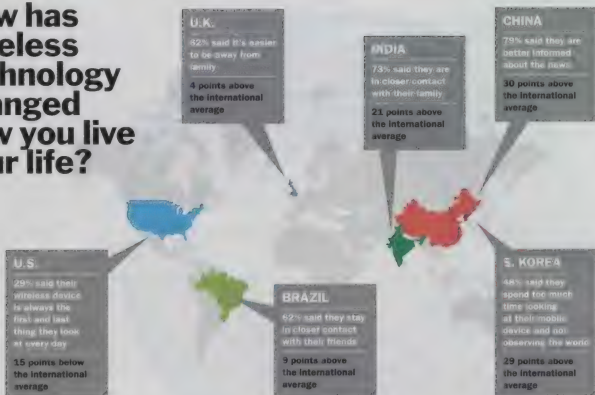 w has
eless
chnology
anged
w you live
ur life?
U.K.
82% said it's easier
to be away from
family
4 points above
the international
average
INDIA
73% said they are
in closer contact
with their family
21 points above
the international
average
CHINA
79% said they are
better informed
about the news
30 points above
the international
average
U.S.
29% said their
wireless device
is always the
first and last
thing they look
at every day
15 points below
the international
average
BRAZIL
62% said they stay
in closer contact
with their friends
9 points above
the international
average
S. KOREA
48% said they
spend too much
time looking
at their mobile
device and not
observing the world
29 points above
the international
average